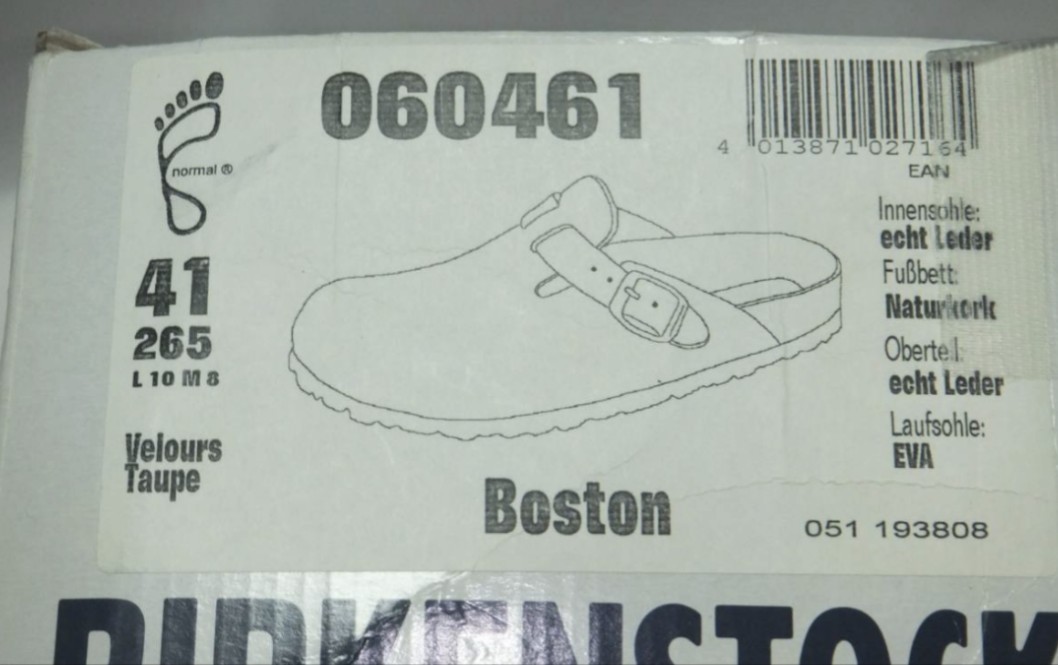 060461
4 013871 027164
EAN
normal ®
41
265
L 10 M 8
Velours
Taupe
Innensohle:
echt Leder
Fußbett:
Naturkork
Oberteil:
echt Leder
Laufsohle:
EVA
Boston
051 193808
BIRKENSTOCK